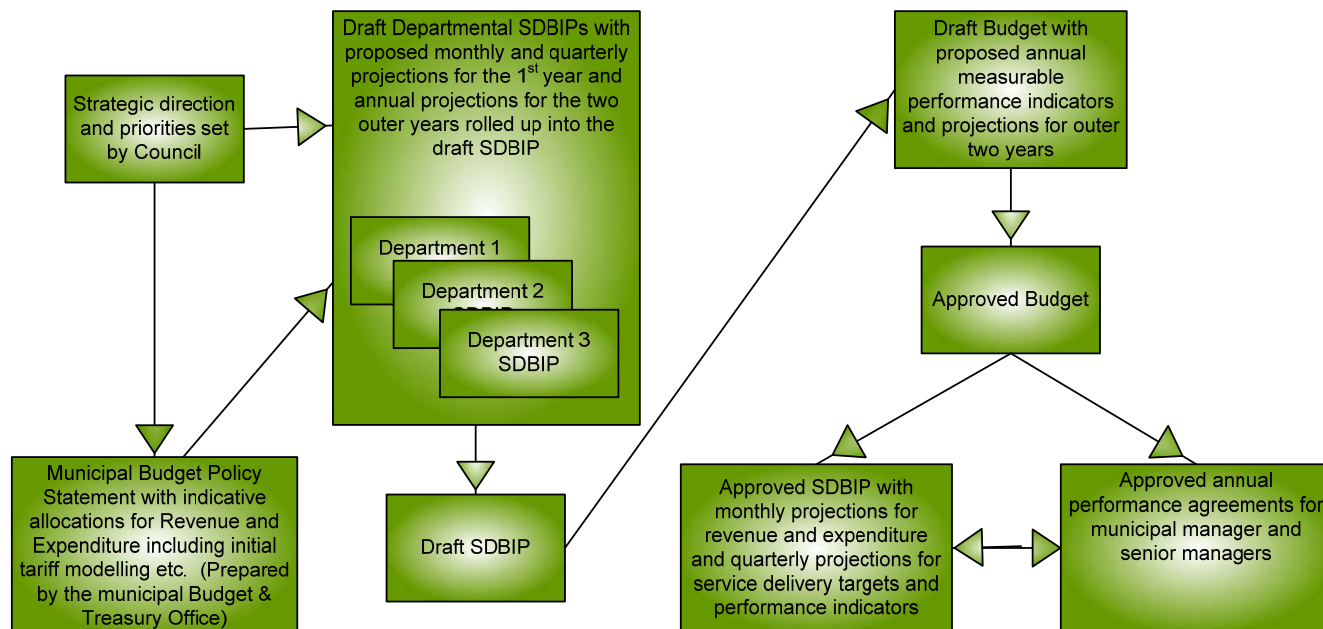 Strategic direction
and priorities set
by Council
Municipal Budget Policy
Statement with indicative
allocations for Revenue and
Expenditure including initial
tariff modelling etc. (Prepared
by the municipal Budget &
Treasury Office)
Draft Departmental SDBIPs with
proposed monthly and quarterly
projections for the 1st year and
annual projections for the two
outer years rolled up into the
draft SDBIP
Department 1
Department 2
Department 3
SDBIP
Draft SDBIP
Draft Budget with
proposed annual
measurable
performance indicators
and projections for outer
two years
Approved Budget
Approved SDBIP with
monthly projections for
revenue and expenditure
and quarterly projections for
service delivery targets and
performance indicators
Approved annual
performance agreements for
municipal manager and
senior managers